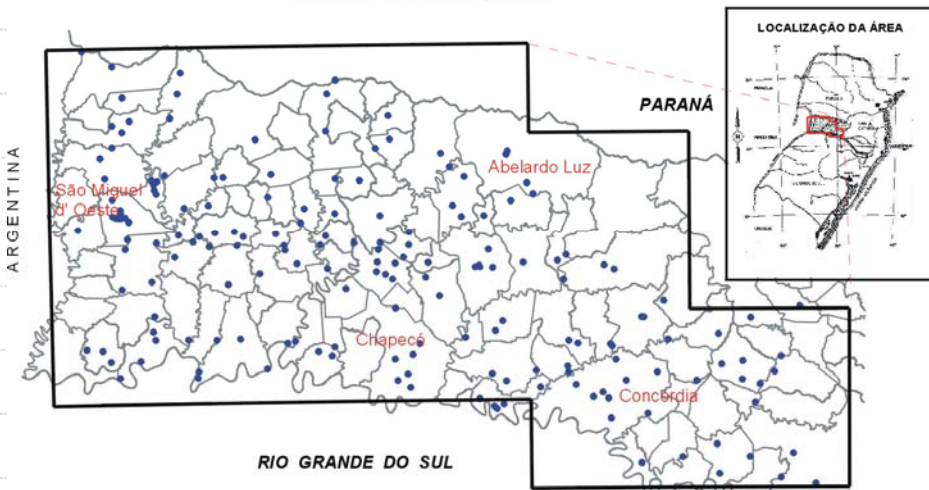 LOCALIZAÇÃO DA ÁREA
PARANÁ
Abelardo Luz
ARGENTINA
São Miguel
d' Oeste
Chapecó
Concórdia
RIO GRANDE DO SUL